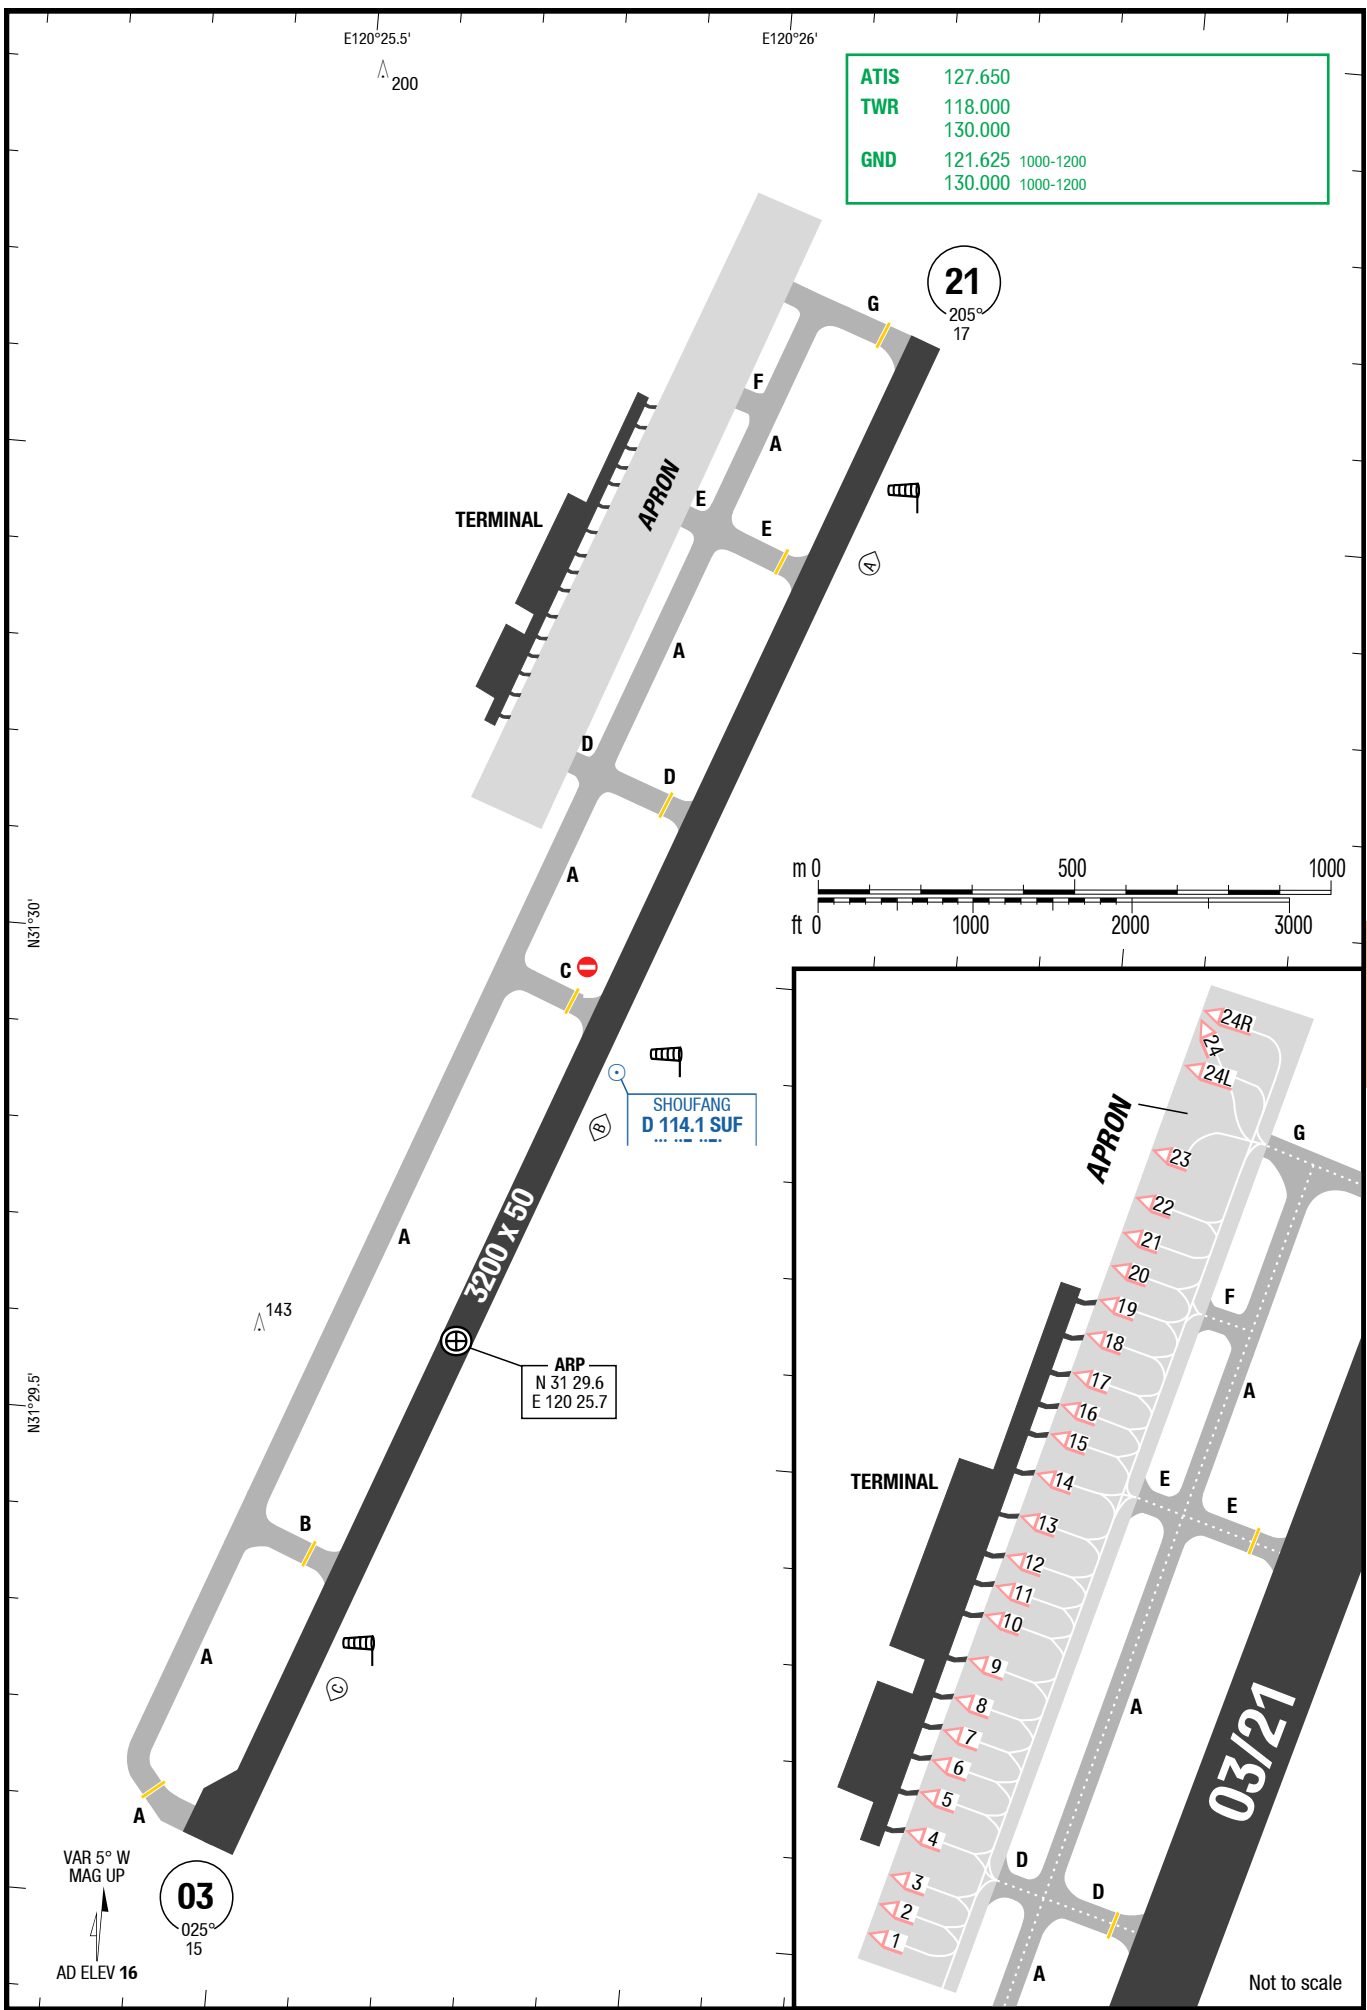 E120°25.5'
E120°26'
200
ATIS 127.650
TWR 118.000
130.000
GND 121.625 1000-1200
130.000 1000-1200
21
205°
17
G
F
A
E
E
APRON
TERMINAL
A
A
D
D
A
C
N31°30'
m 0 500 1000
ft 0 1000 2000 3000
SHOUFANG
D 114.1 SUF
B
3200 x 50
A
143
ARP
N 31 29.6
E 120 25.7
N31°29.5'
B
A
C
A
VAR 5° W
MAG UP
03
025°
15
AD ELEV 16
24R
24
24L
APRON
G
23
22
21
20
F
19
18
17
A
16
15
TERMINAL
14
E
E
13
12
11
10
9
8
A
7
6
5
03/21
4
D
D
3
2
1
A
Not to scale